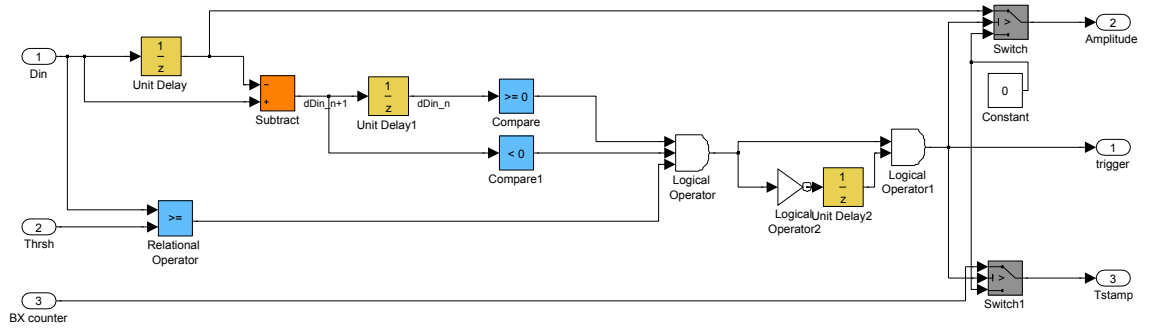 Switch
2
Amplitude
1
Din
1
z
Unit Delay
−
+
Subtract
dDin_n+1
1
z
Unit Delay1
dDin_n
>= 0
Compare
< 0
Compare1
0
Constant
Logical
Operator
Logical
Operator2
1
z
Unit Delay2
Logical
Operator1
1
trigger
2
Thrsh
>=
Relational
Operator
>
>
Switch1
3
Tstamp
3
BX counter